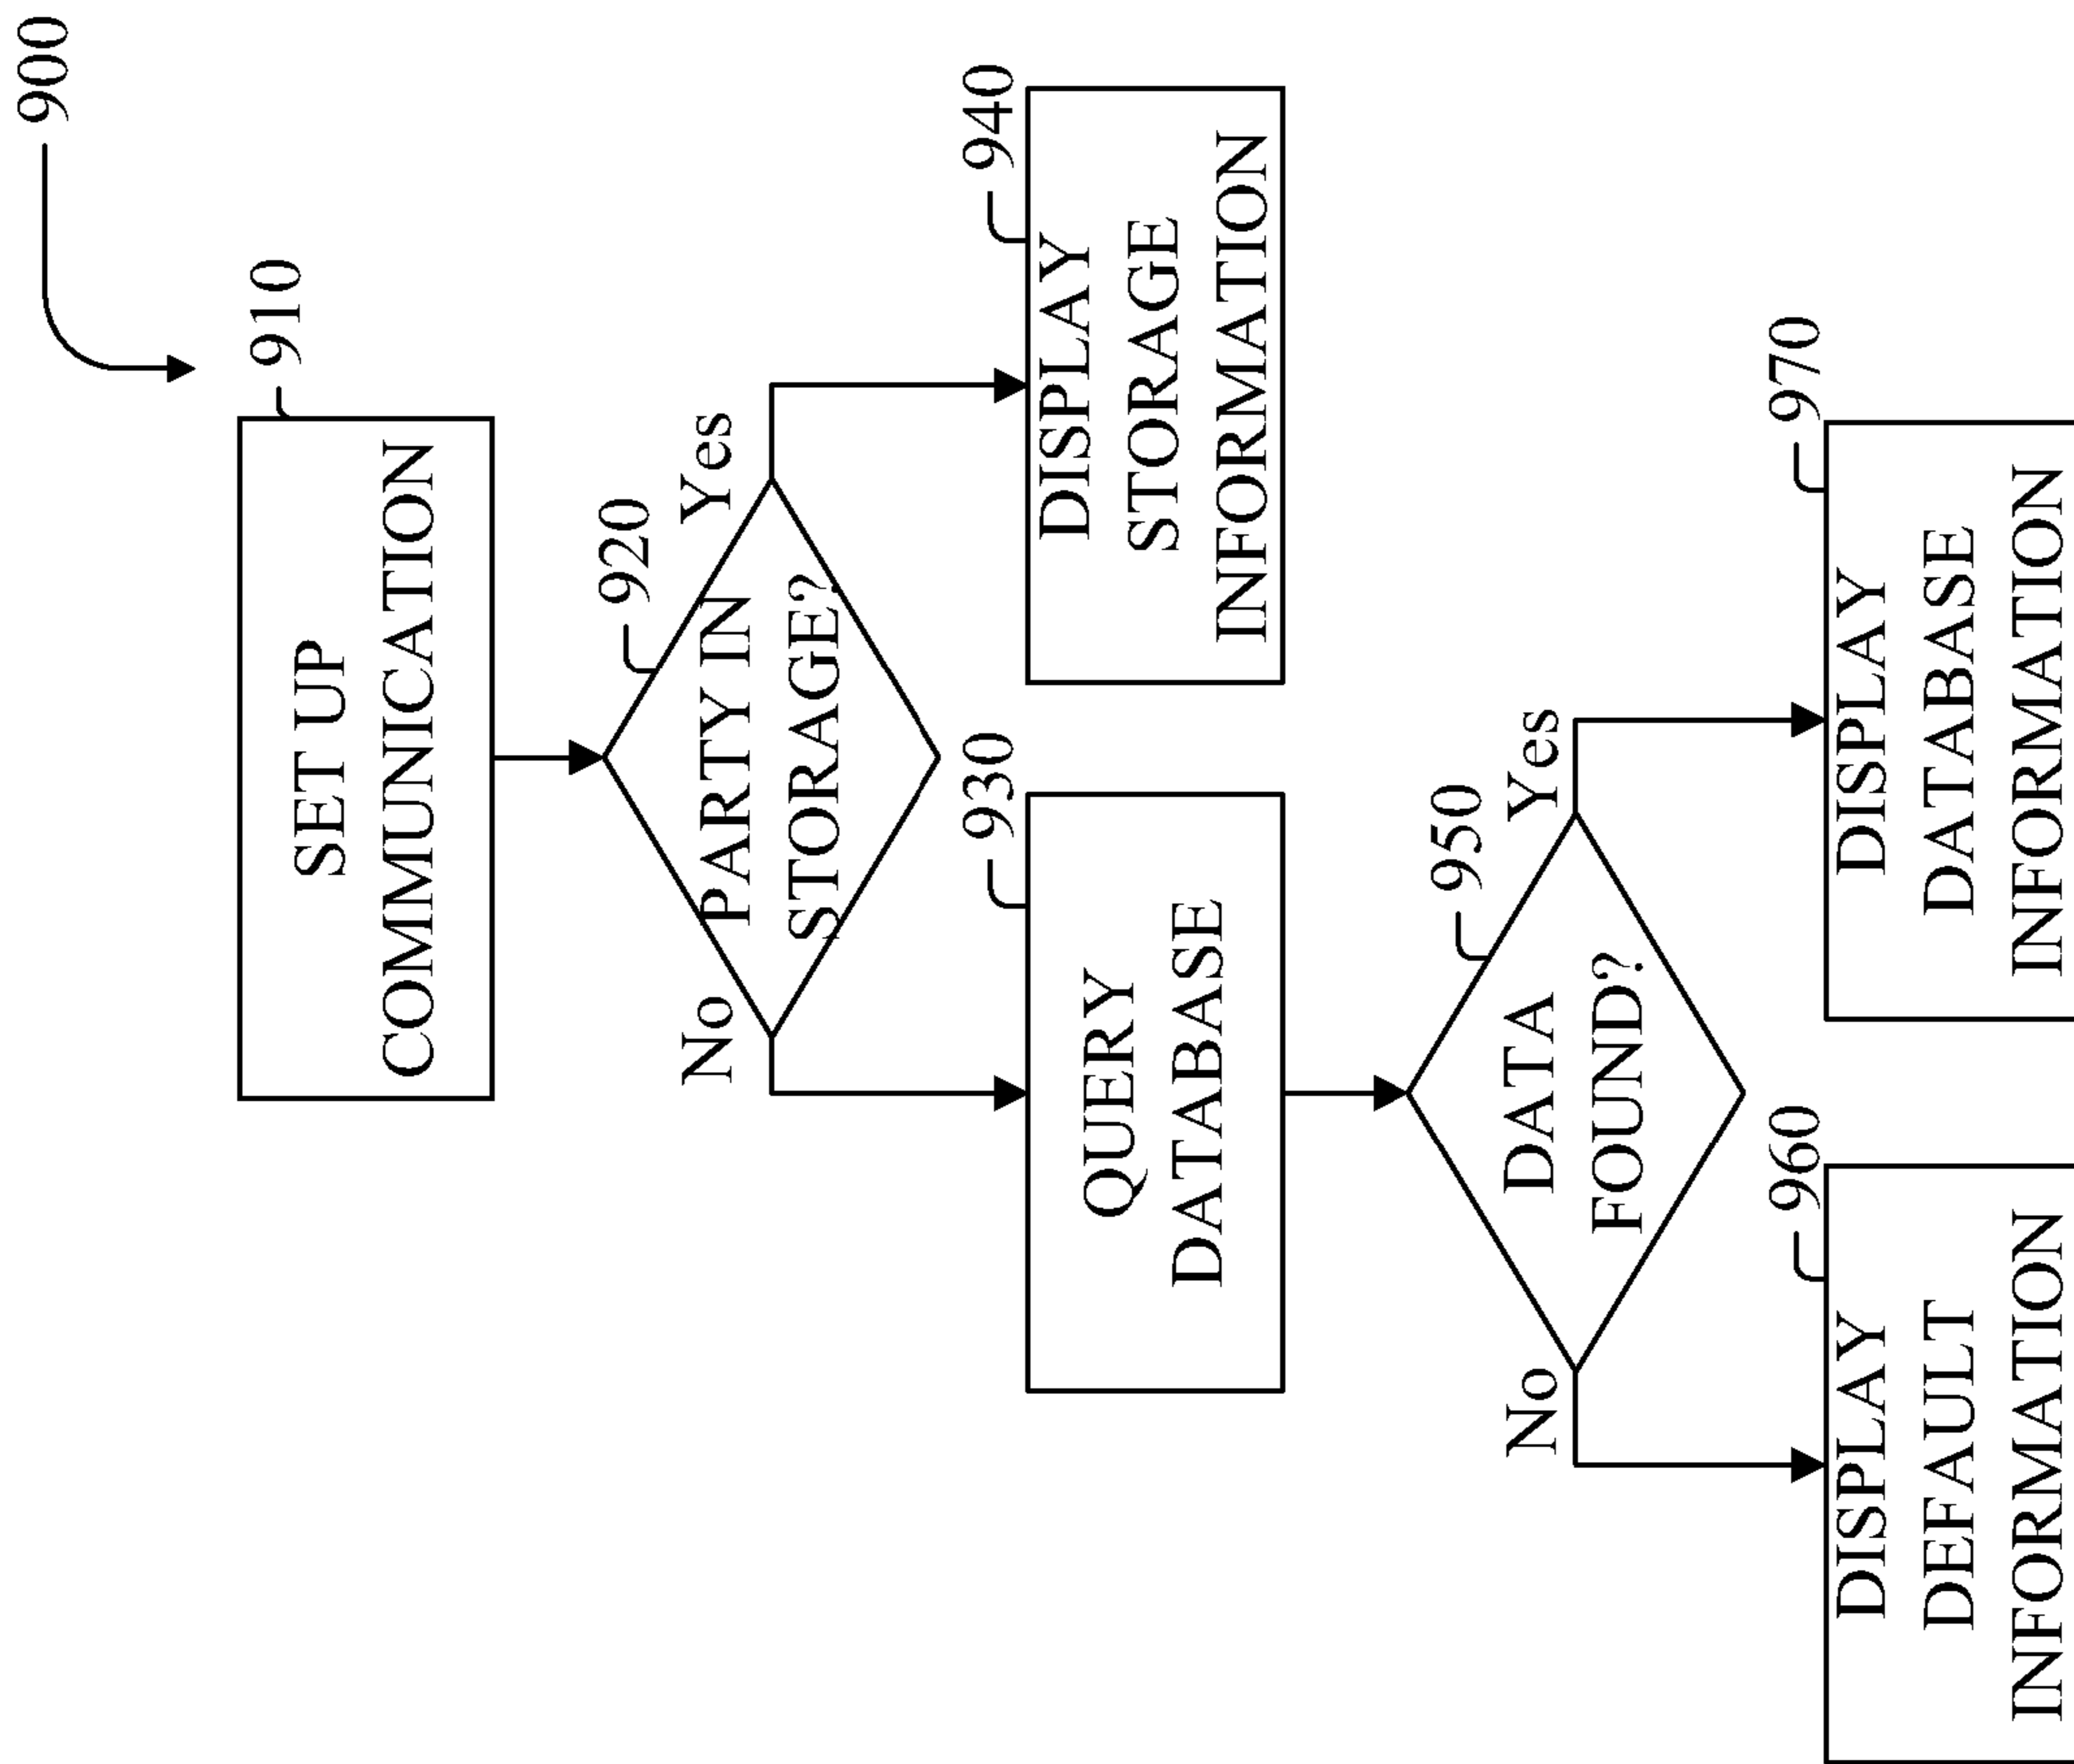 900
910
SET UP
COMMUNICATION
920
PARTY IN
STORAGE?
No
Yes
930
QUERY
DATABASE
940
DISPLAY
STORAGE
INFORMATION
950
DATA
FOUND?
No
Yes
960
DISPLAY
DEFAULT
INFORMATION
970
DISPLAY
DATABASE
INFORMATION